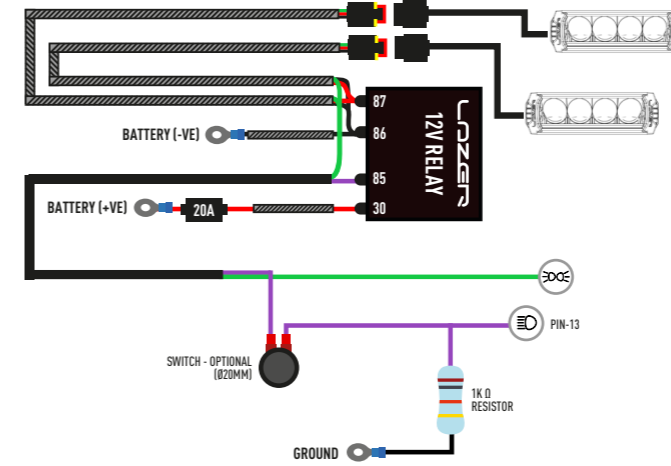 87
BATTERY (-VE)
86
LAZER
12V RELAY
85
BATTERY (+VE)
20A
30
PIN-13
SWITCH - OPTIONAL
(Ø20MM)
1K Ω
RESISTOR
GROUND